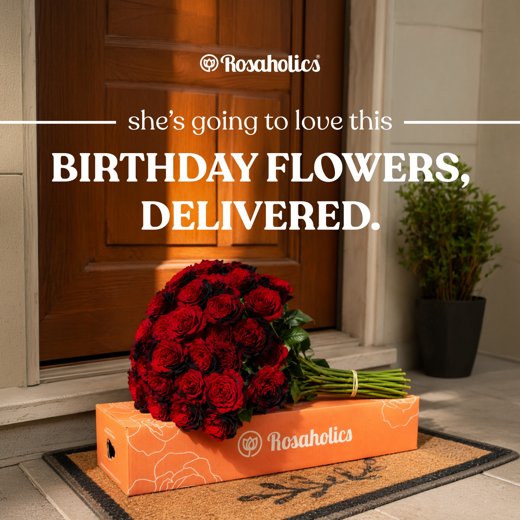 Rosaholics®
she's going to love this
BIRTHDAY FLOWERS,
DELIVERED.
Rosaholics